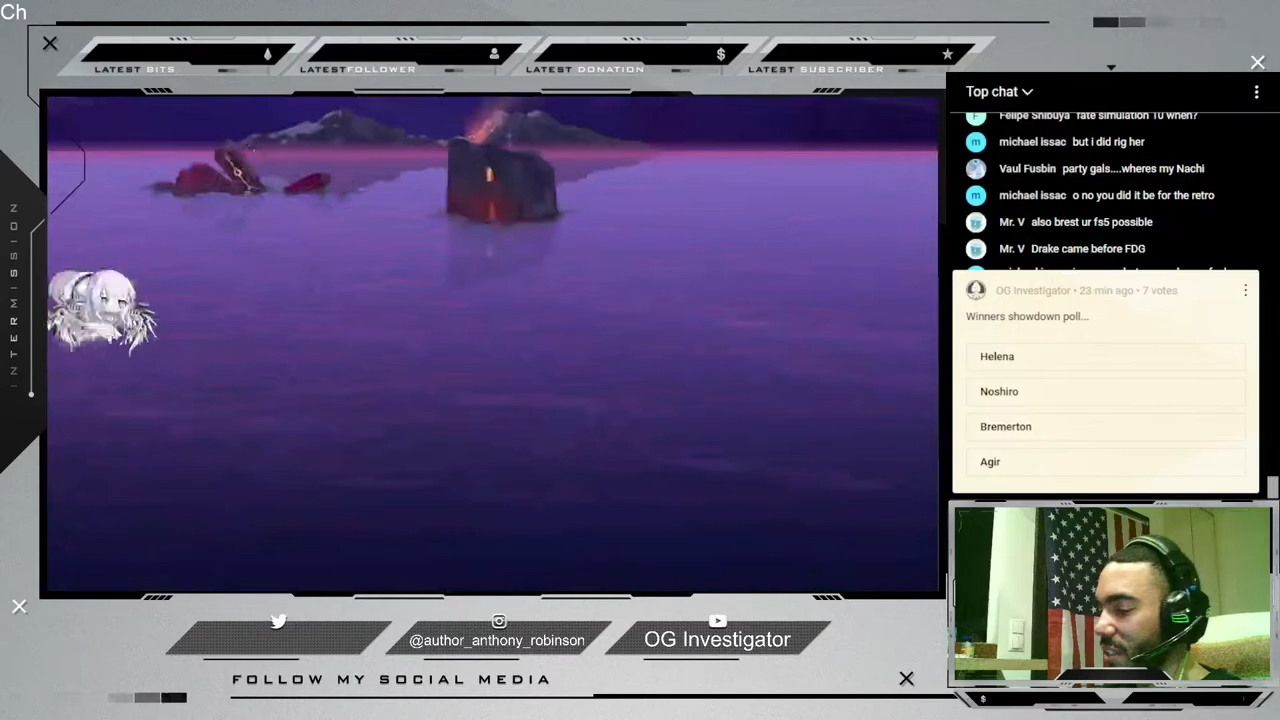 Ch
LATEST BITS
LATEST FOLLOWER
LATEST DONATION
LATEST SUBSCRIBER
INTERMISSION
Top chat
Felipe Shibuya fate simulation 10 when?
michael issac but i did rig her
Vaul Fusbin party gals....wheres my Nachi
michael issac o no you did it be for the retro
Mr. V also brest ur fs5 possible
Mr. V Drake came before FDG
OG Investigator • 23 min ago • 7 votes
Winners showdown poll...
Helena
Noshiro
Bremerton
Agir
@author_anthony_robinson
OG Investigator
FOLLOW MY SOCIAL MEDIA